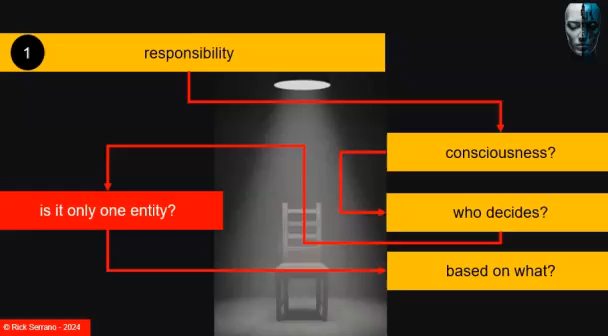 1
responsibility
consciousness?
is it only one entity?
who decides?
based on what?
© Rick Serrano - 2024